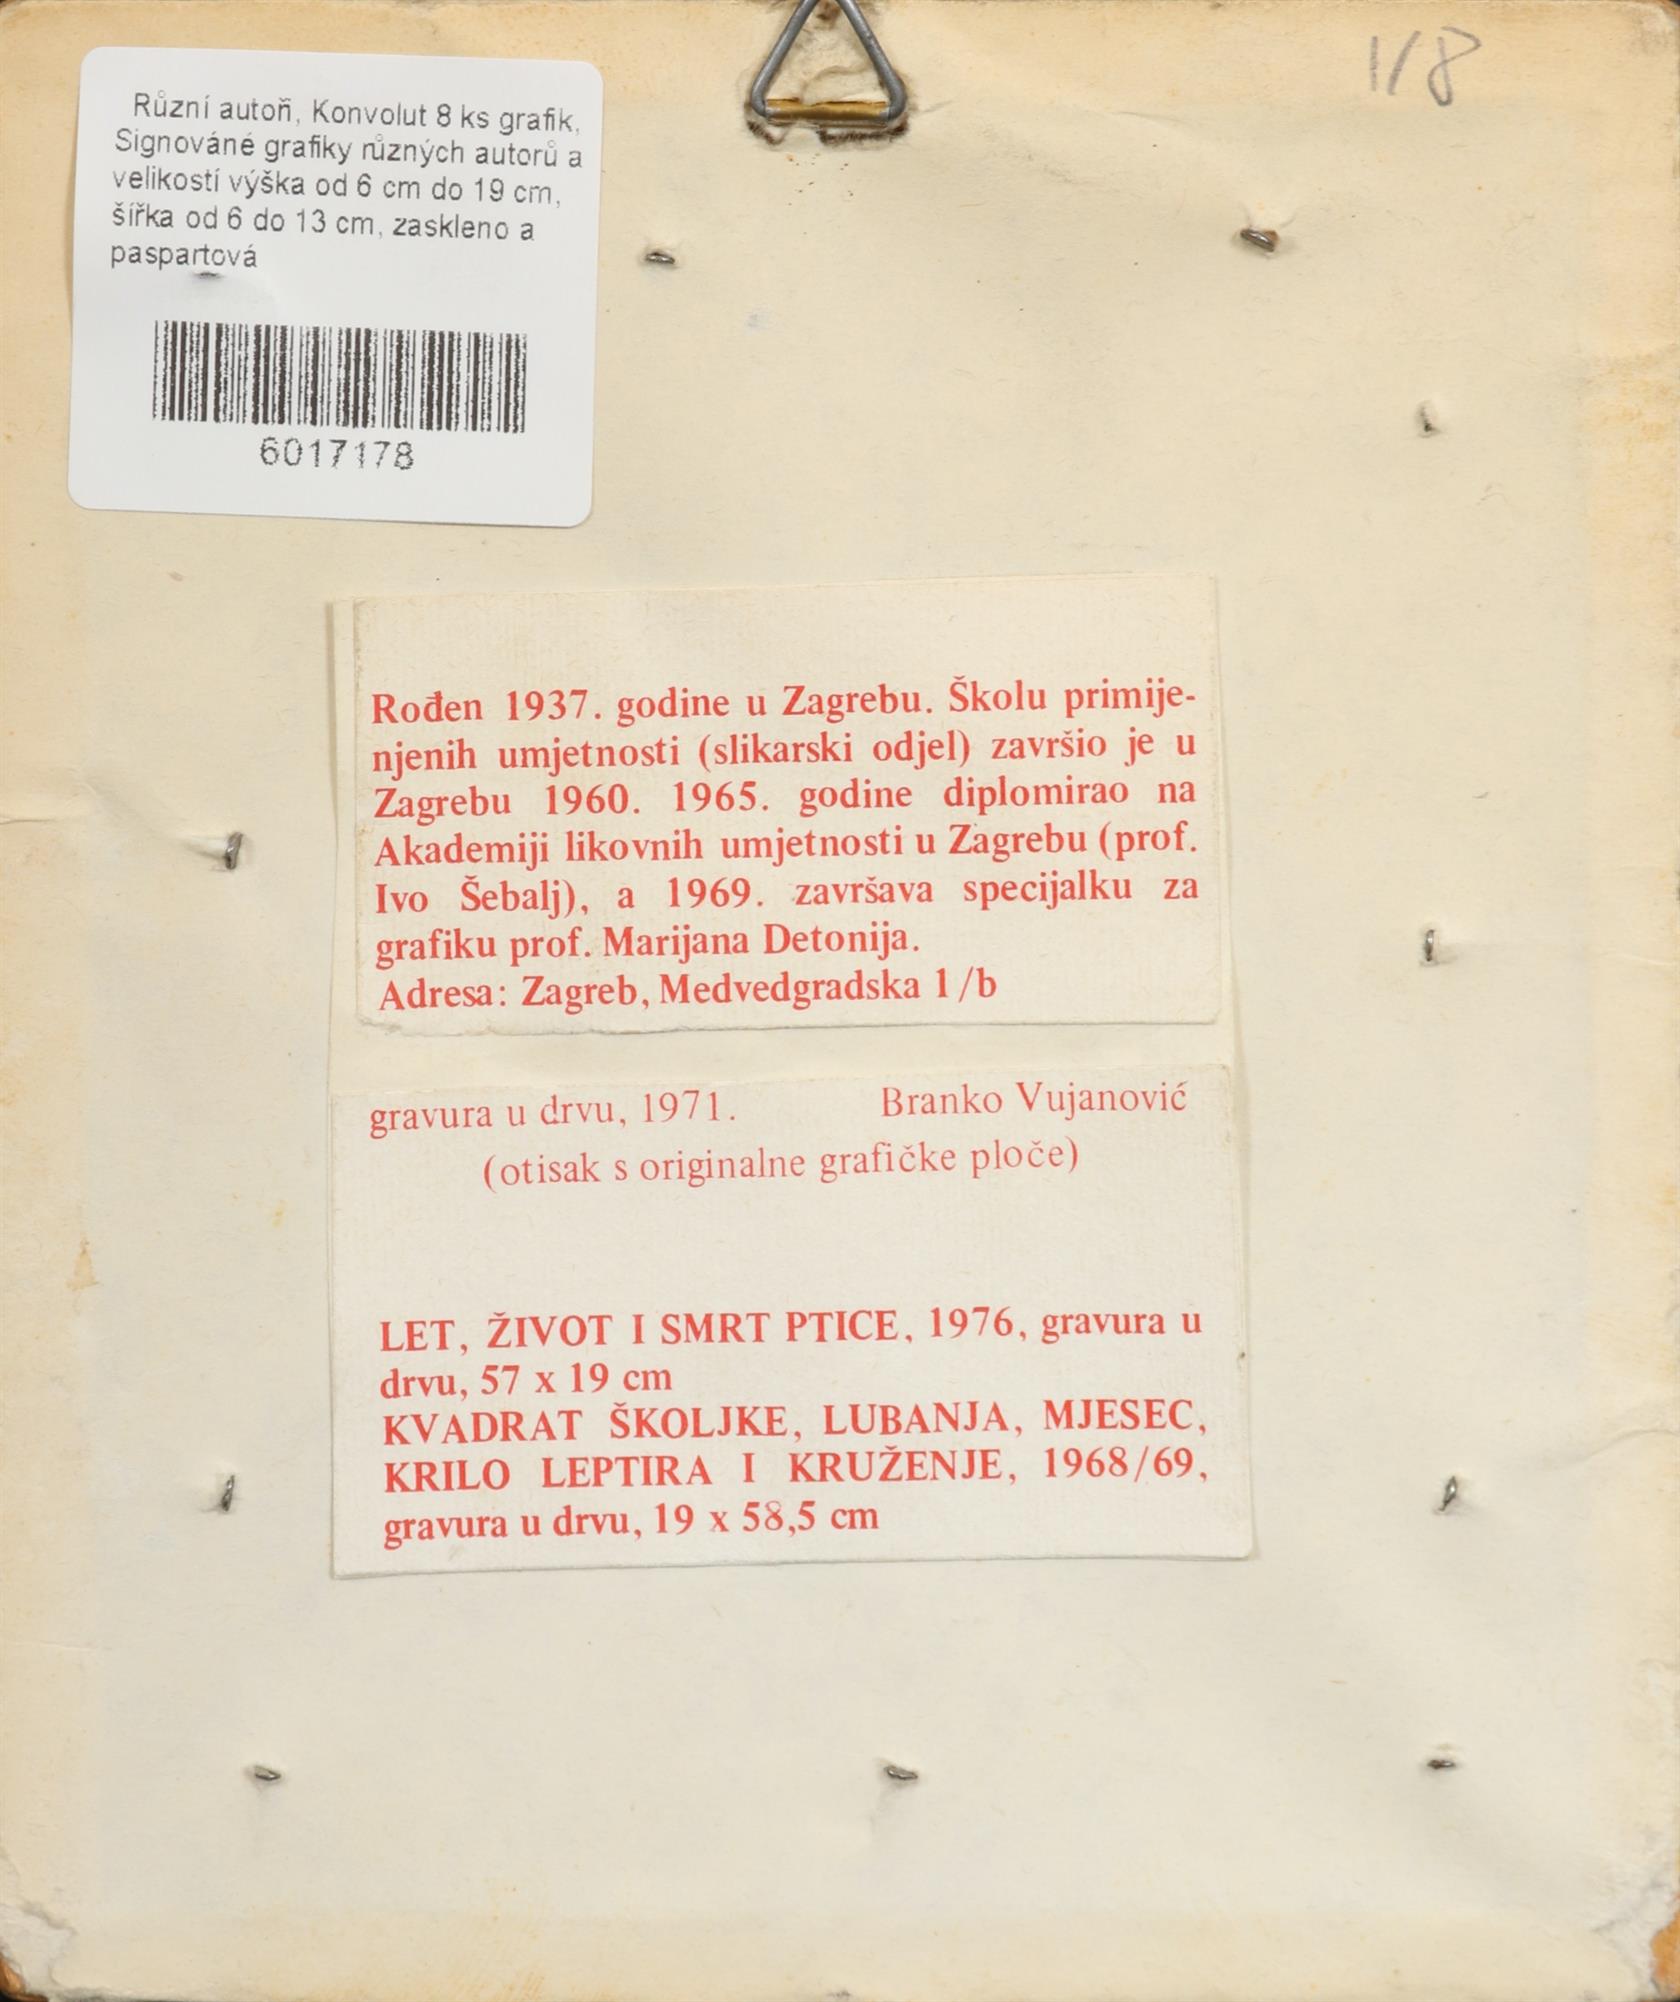 Různí autoři, Konvolut 8 ks grafik,
Signováné grafiky různých autorů a
velikostí výška od 6 cm do 19 cm,
šířka od 6 do 13 cm, zaskleno a
paspartová
6017178
1/8
Rođen 1937. godine u Zagrebu. Školu primije-
njenih umjetnosti (slikarski odjel) završio je u
Zagrebu 1960. 1965. godine diplomirao na
Akademiji likovnih umjetnosti u Zagrebu (prof.
Ivo Šebalj), a 1969. završava specijalku za
grafiku prof. Marijana Detonija.
Adresa: Zagreb, Medvedgradska 1/b
gravura u drvu, 1971. Branko Vujanović
(otisak s originalne grafičke ploče)
LET, ŽIVOT I SMRT PTICE, 1976, gravura u
drvu, 57 x 19 cm
KVADRAT ŠKOLJKE, LUBANJA, MJESEC,
KRILO LEPTIRA I KRUŽENJE, 1968/69,
gravura u drvu, 19 x 58,5 cm